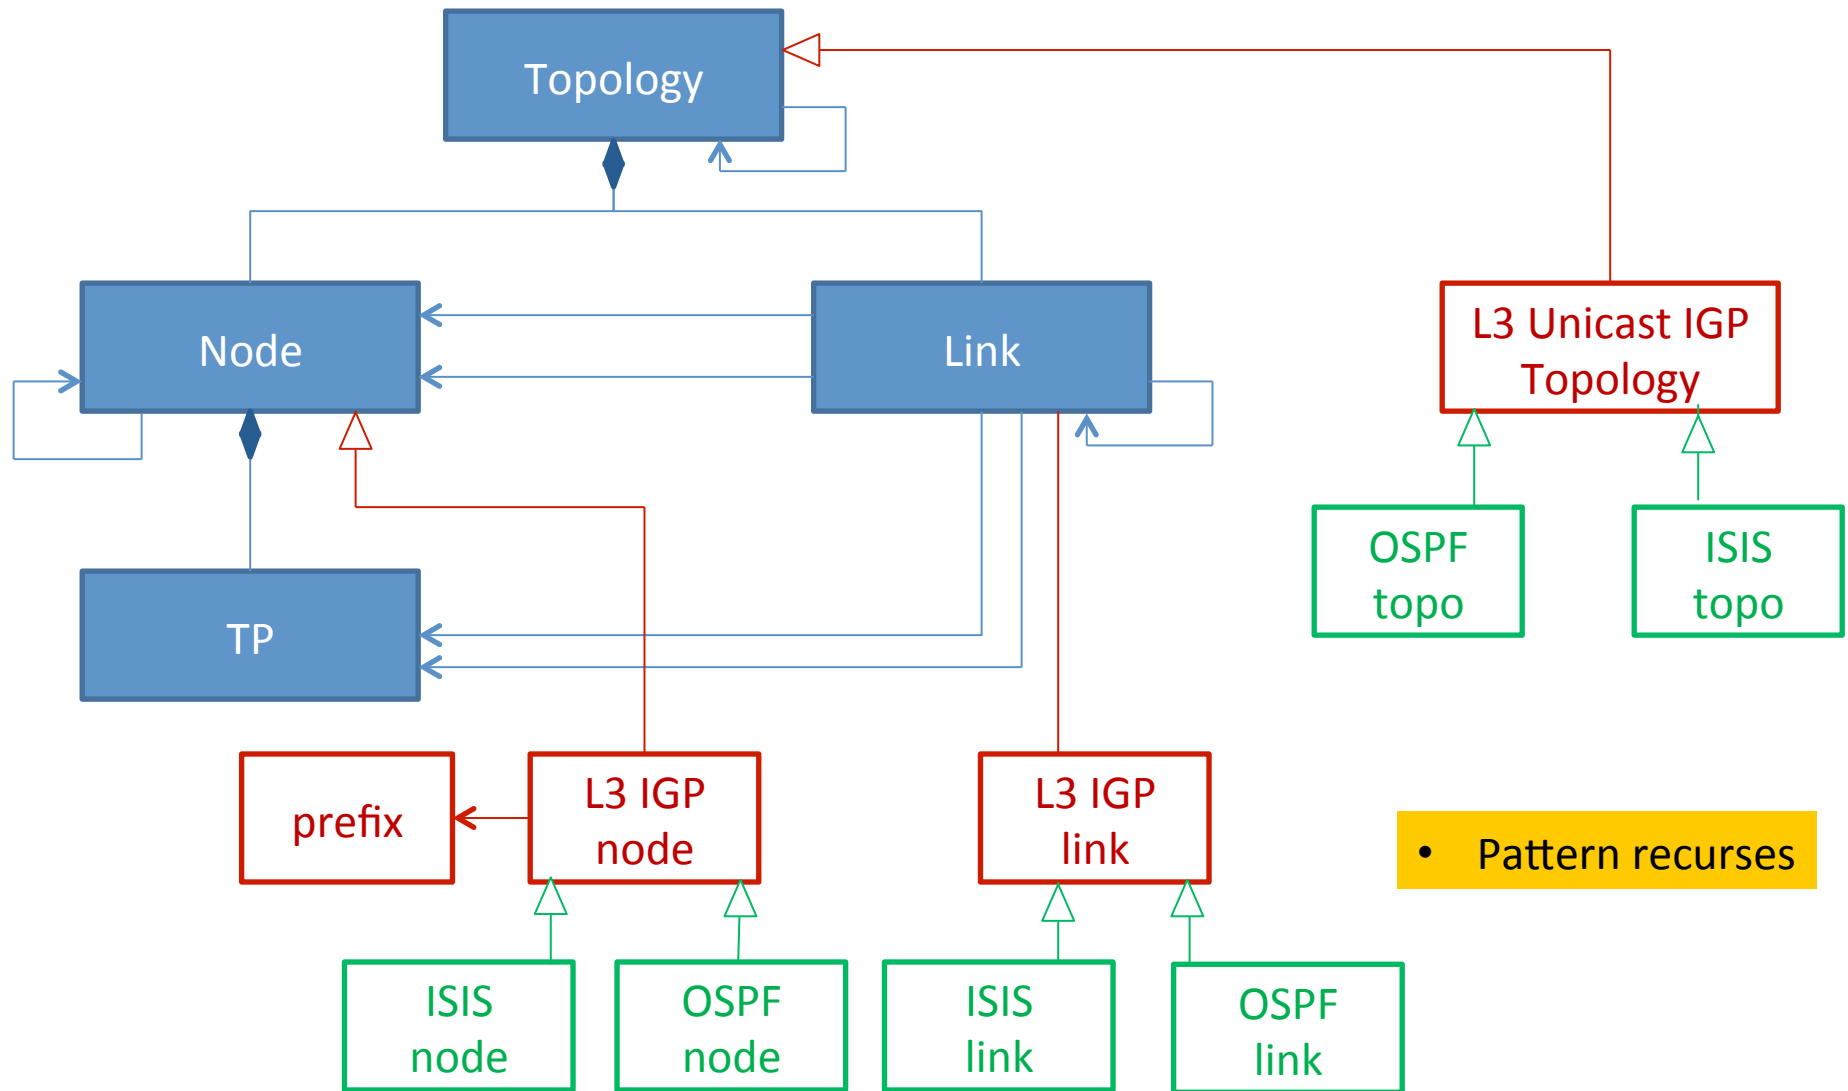 Topology
Node
Link
L3 Unicast IGP
Topology
OSPF
topo
ISIS
topo
TP
prefix
L3 IGP
node
L3 IGP
link
• Pattern recurses
ISIS
node
OSPF
node
ISIS
link
OSPF
link